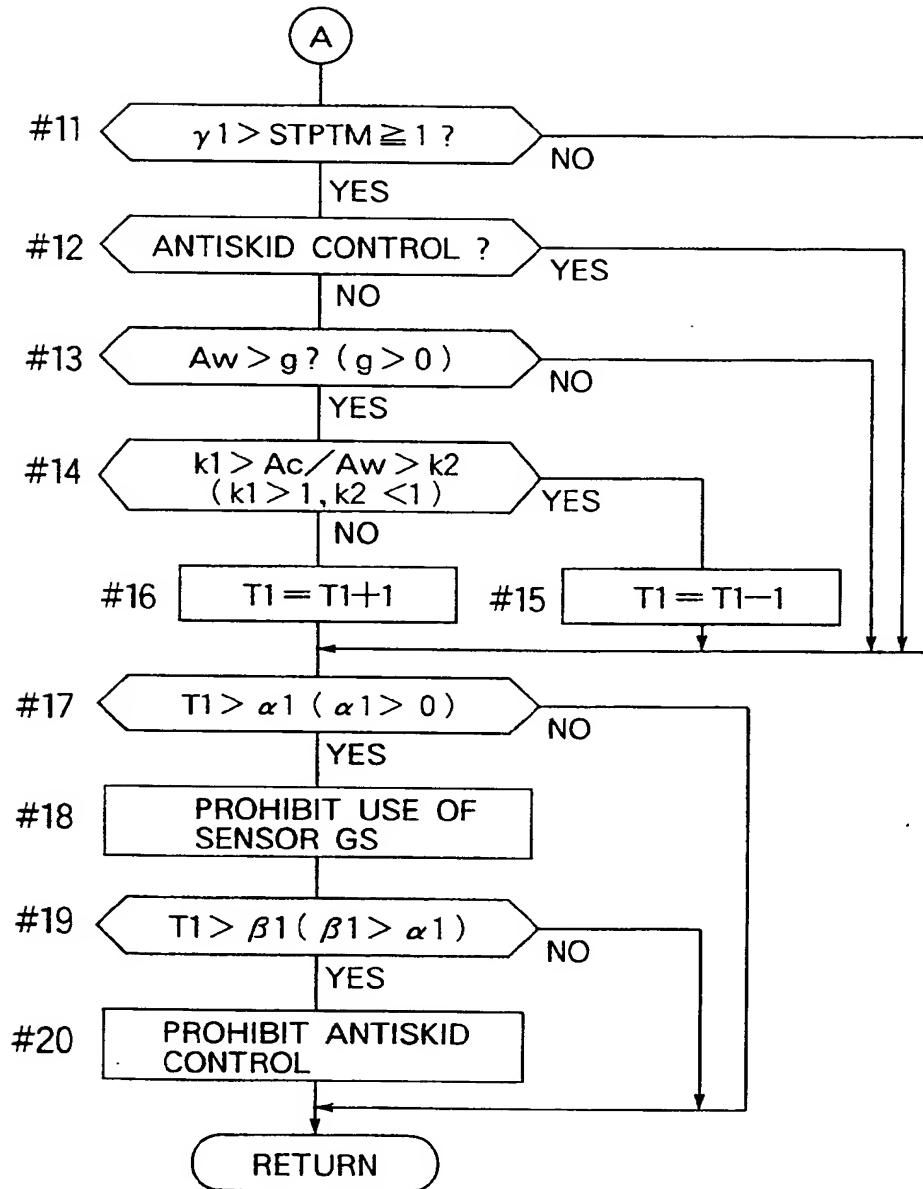 A
#11
γ1 > STPTM ≧ 1 ?
NO
YES
#12
ANTISKID CONTROL ?
YES
NO
#13
Aw > g ? ( g > 0 )
NO
YES
#14
k1 > Ac／Aw > k2
( k1 > 1 , k2 < 1 )
YES
NO
#16
T1 = T1+1
#15
T1 = T1−1
#17
T1 > α1 ( α1 > 0 )
NO
YES
#18
PROHIBIT USE OF
SENSOR GS
#19
T1 > β1 ( β1 > α1 )
NO
YES
#20
PROHIBIT ANTISKID
CONTROL
RETURN